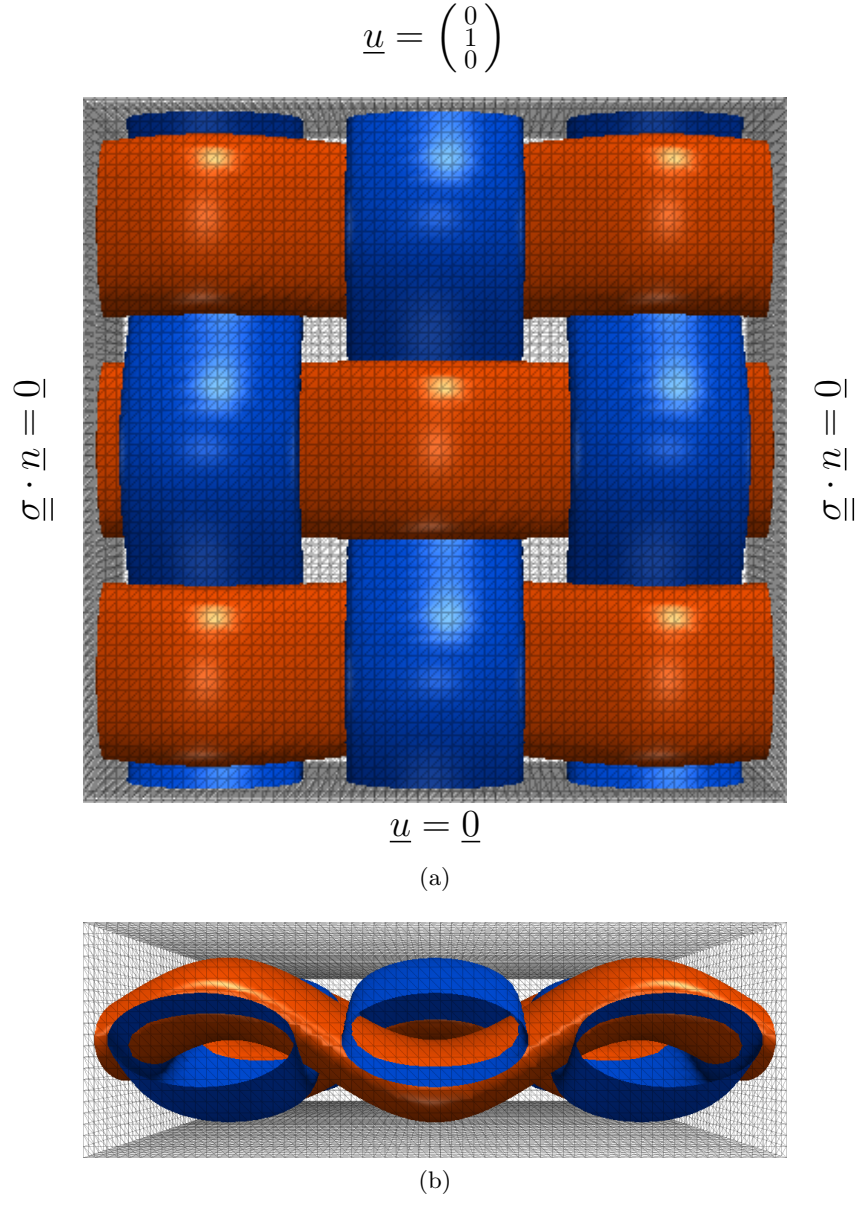 u = ( 0 1 0 )
σ · n = 0
σ · n = 0
u = 0
(a)
(b)